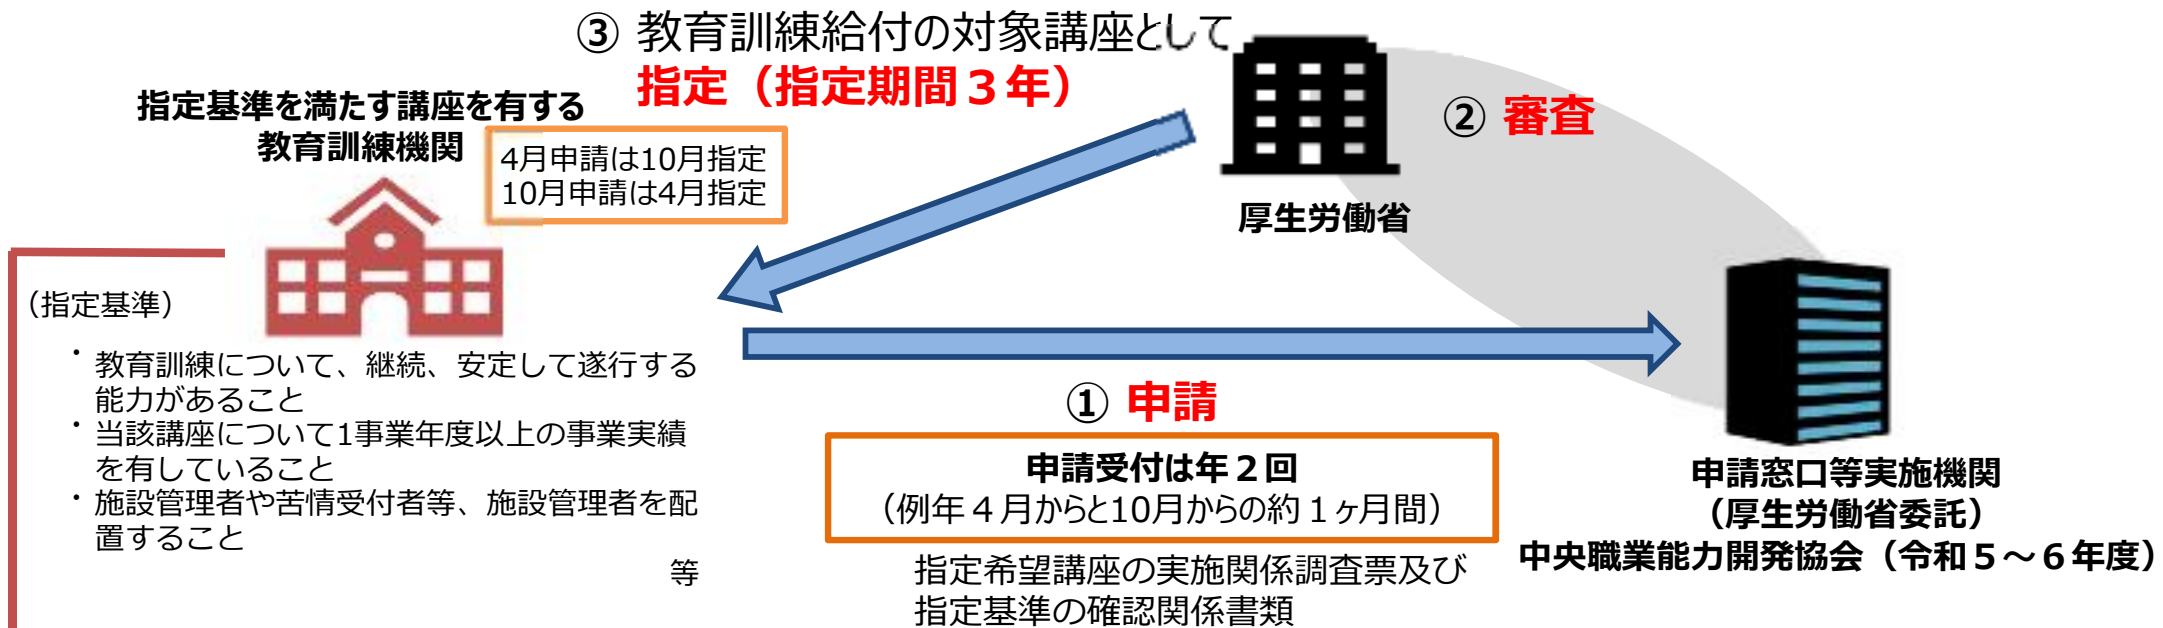 ③ 教育訓練給付の対象講座として
指定（指定期間３年）
指定基準を満たす講座を有する
教育訓練機関
4月申請は10月指定
10月申請は4月指定
② 審査
厚生労働省
（指定基準）
・教育訓練について、継続、安定して遂行する
能力があること
・当該講座について1事業年度以上の事業実績
を有していること
・施設管理者や苦情受付者等、施設管理者を配
置すること
等
① 申請
申請受付は年２回
（例年４月からと10月からの約１ヶ月間）
指定希望講座の実施関係調査票及び
指定基準の確認関係書類
申請窓口等実施機関
（厚生労働省委託）
中央職業能力開発協会（令和５～６年度）